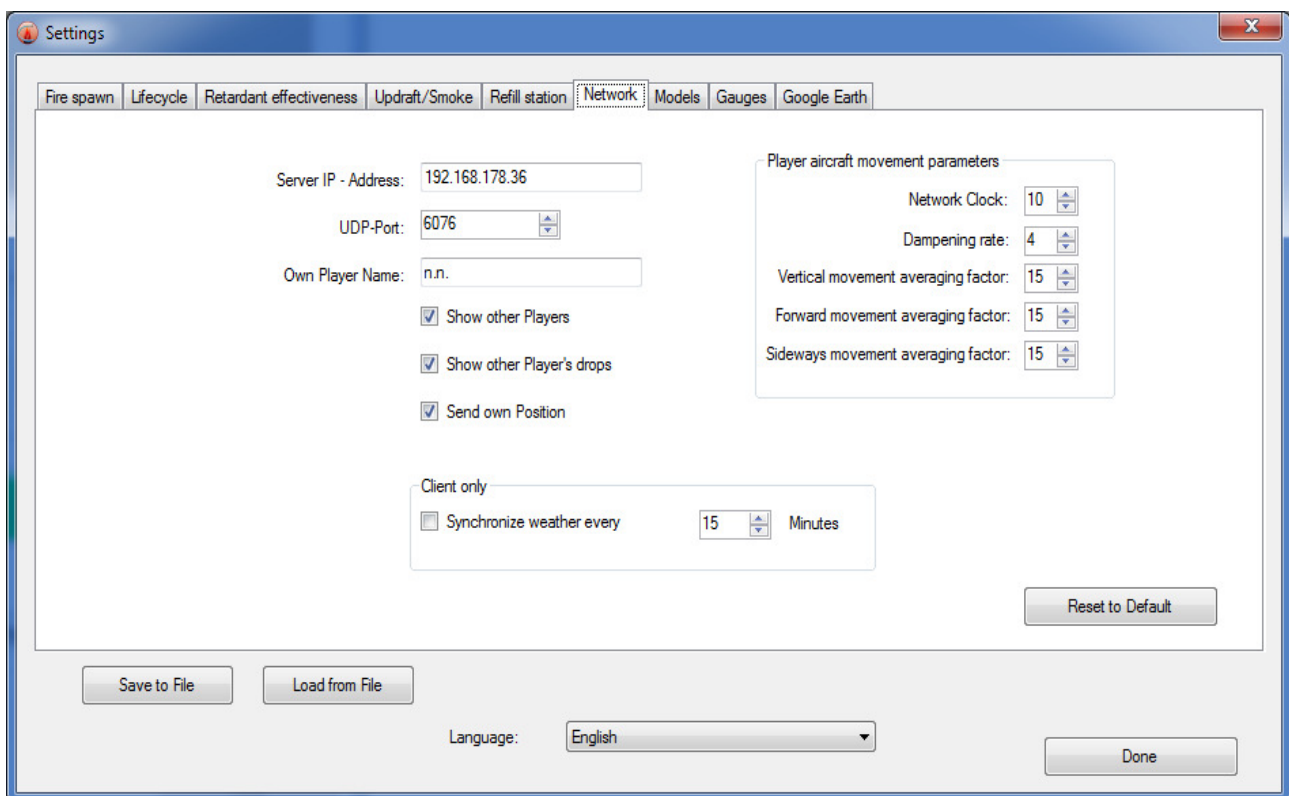 Settings
Fire spawn Lifecycle Retardant effectiveness Updraft/Smoke Refill station Network Models Gauges Google Earth
Server IP - Address: 192.168.178.36
UDP-Port: 6076
Own Player Name: n.n.
Show other Players
Show other Player's drops
Send own Position
Player aircraft movement parameters
Network Clock: 10
Dampening rate: 4
Vertical movement averaging factor: 15
Forward movement averaging factor: 15
Sideways movement averaging factor: 15
Client only
Synchronize weather every 15 Minutes
Reset to Default
Save to File Load from File
Language: English
Done